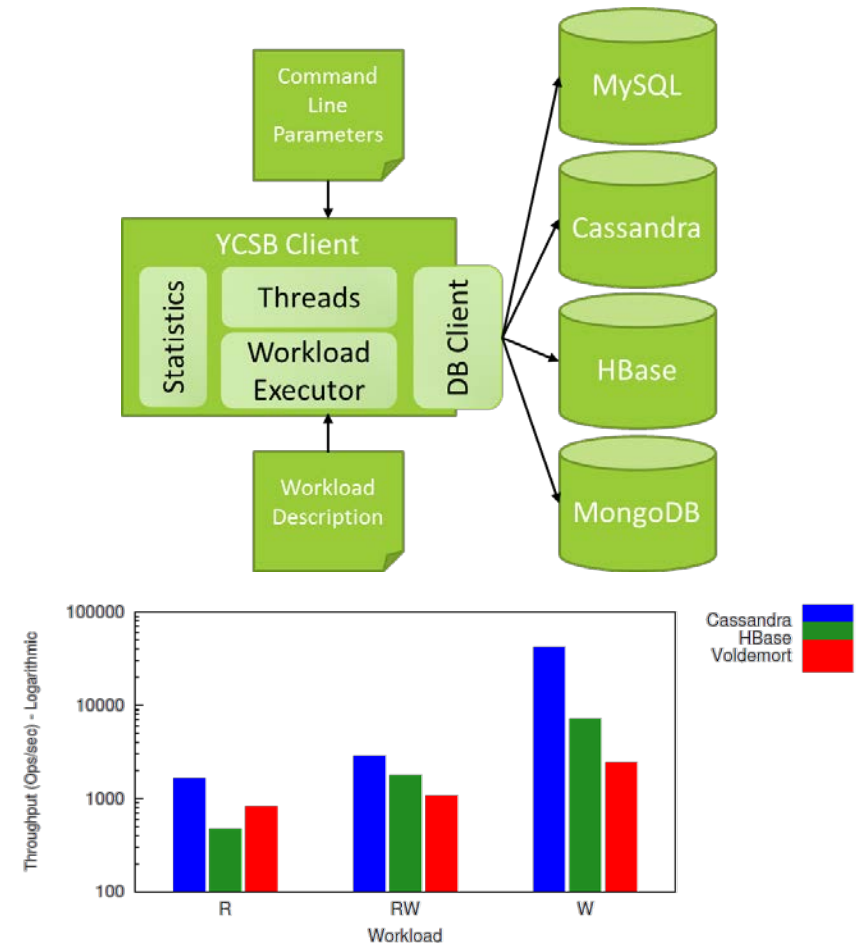 Command
Line
Parameters
YCSB Client
Statistics
Threads
Workload
Executor
DB Client
Workload
Description
MySQL
Cassandra
HBase
MongoDB
Throughput (Ops/sec) - Logarithmic
100000
10000
1000
100
R
RW
W
Workload
Cassandra
HBase
Voldemort